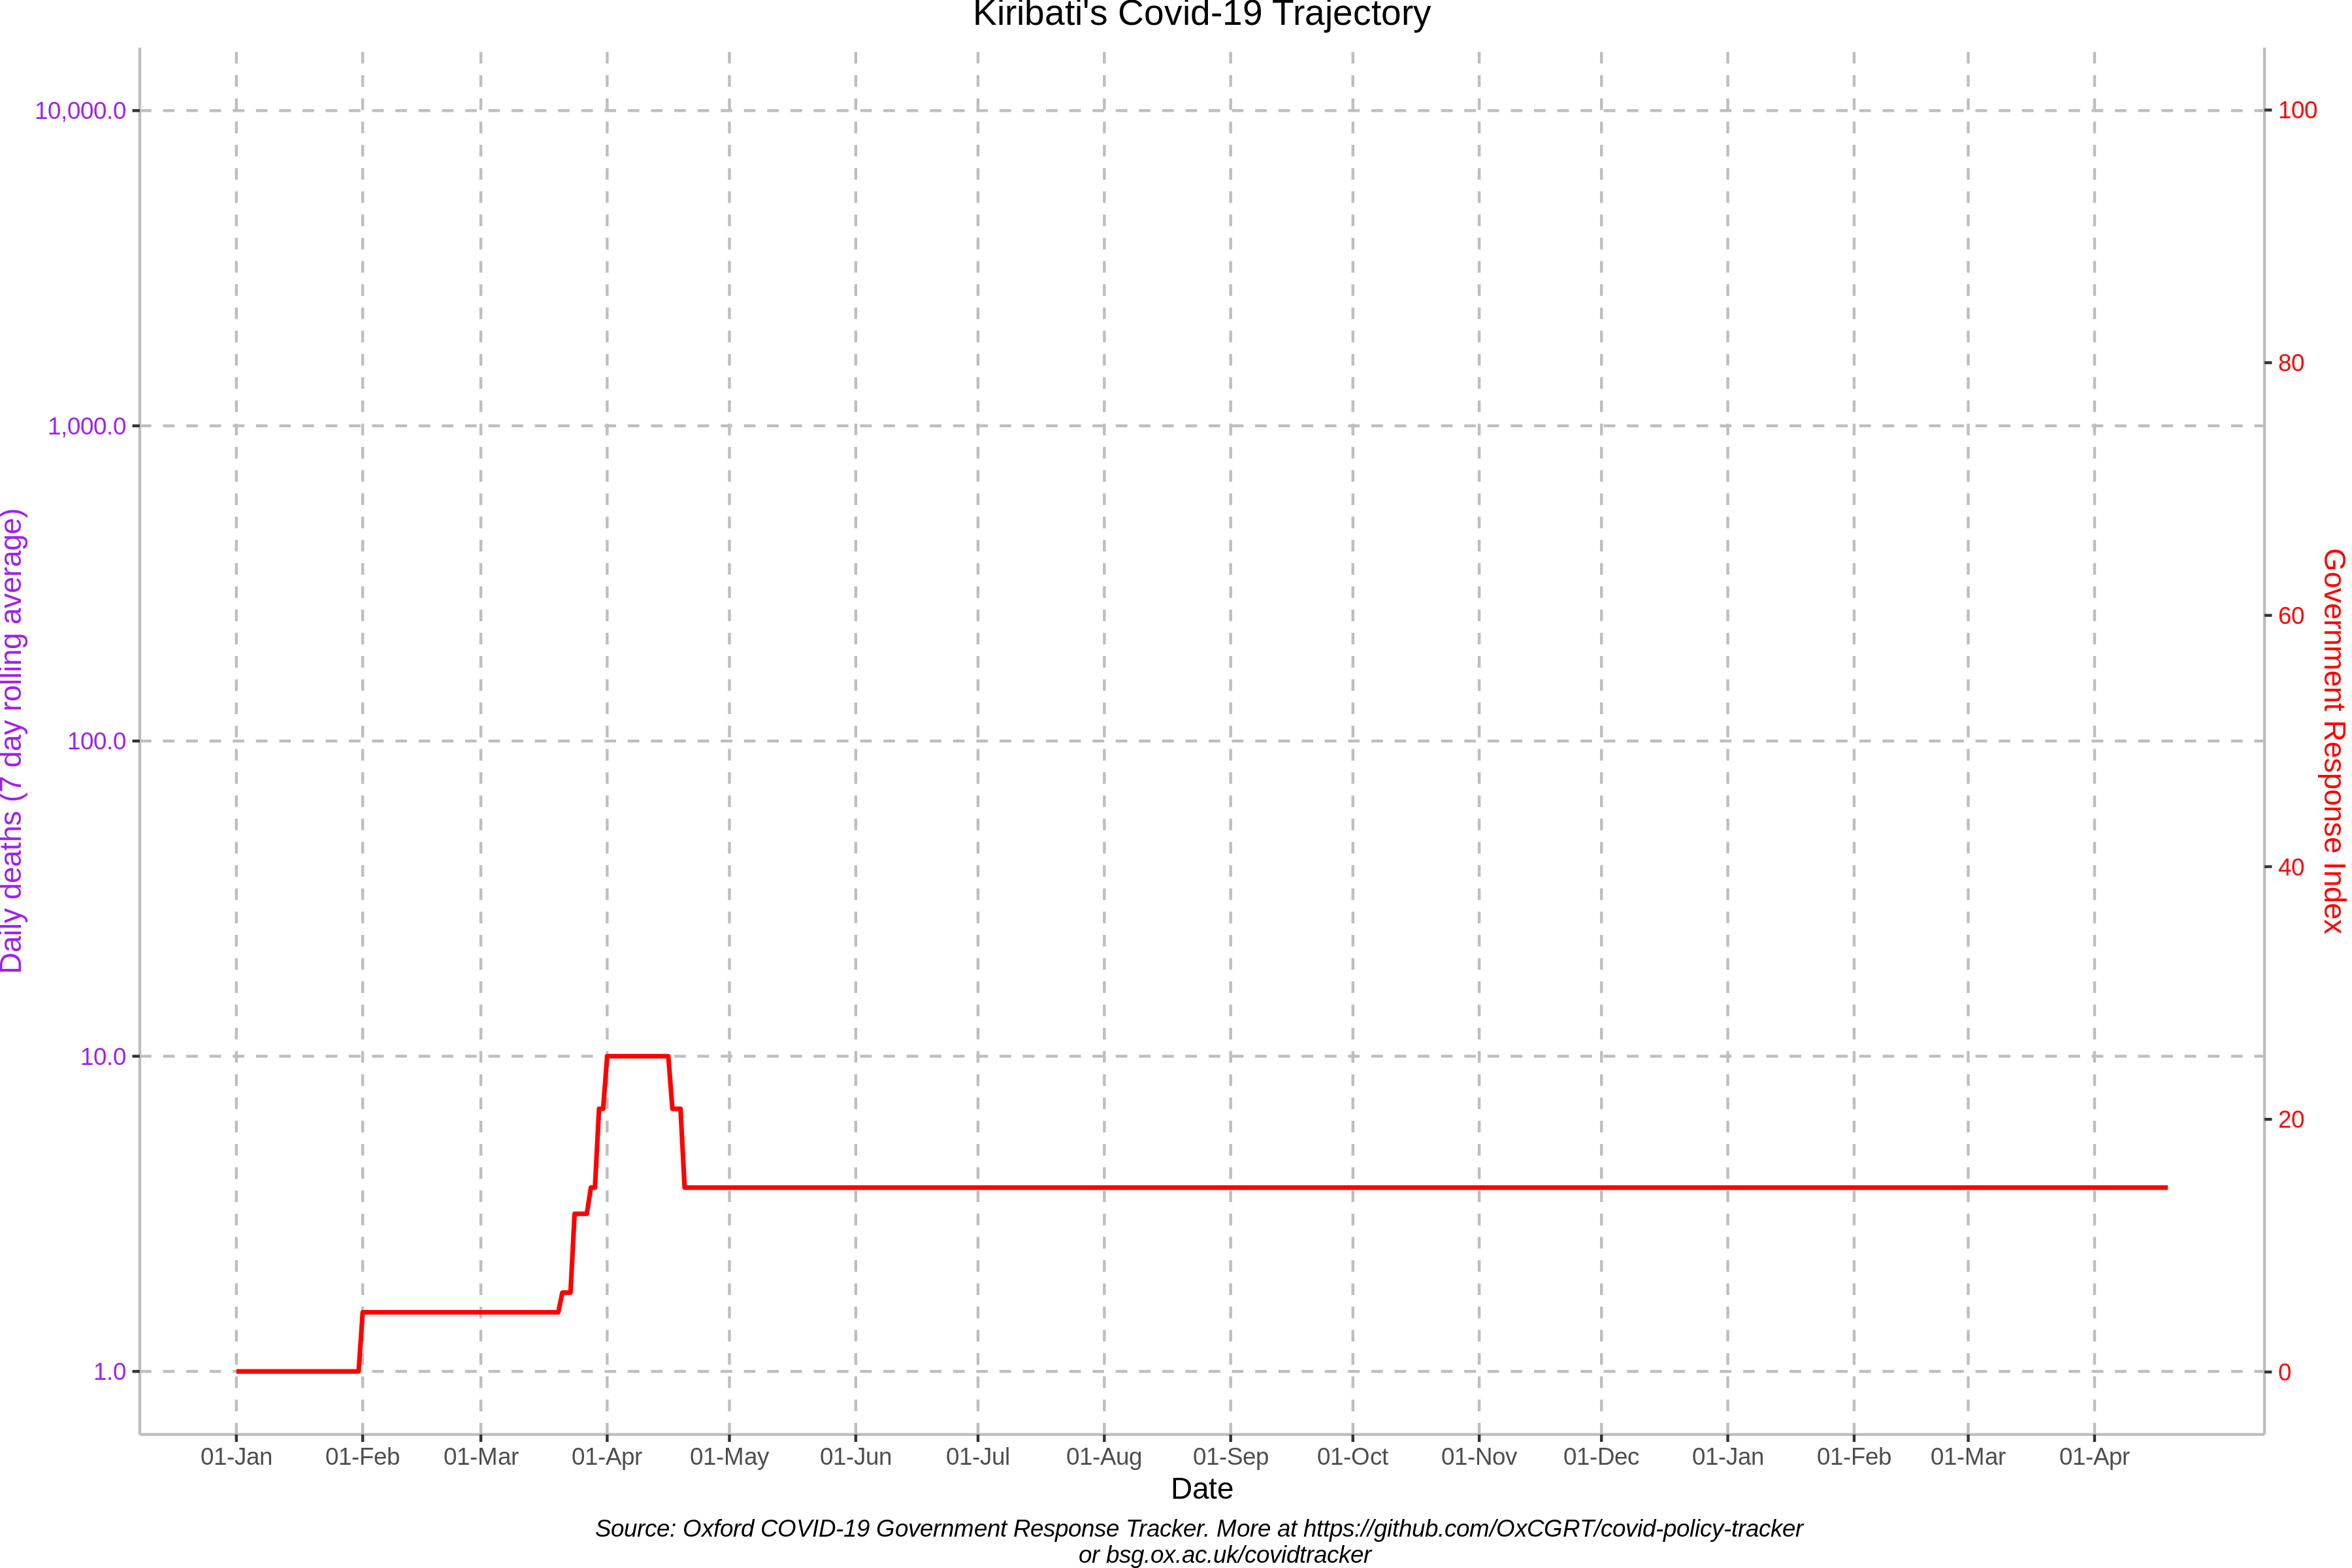 Kiribati's Covid-19 Trajectory
Daily deaths (7 day rolling average)
10,000.0
1,000.0
100.0
10.0
1.0
100
80
60
40
20
0
Government Response Index
01-Jan 01-Feb 01-Mar 01-Apr 01-May 01-Jun 01-Jul 01-Aug 01-Sep 01-Oct 01-Nov 01-Dec 01-Jan 01-Feb 01-Mar 01-Apr
Date
Source: Oxford COVID-19 Government Response Tracker. More at https://github.com/OxCGRT/covid-policy-tracker
or bsg.ox.ac.uk/covidtracker